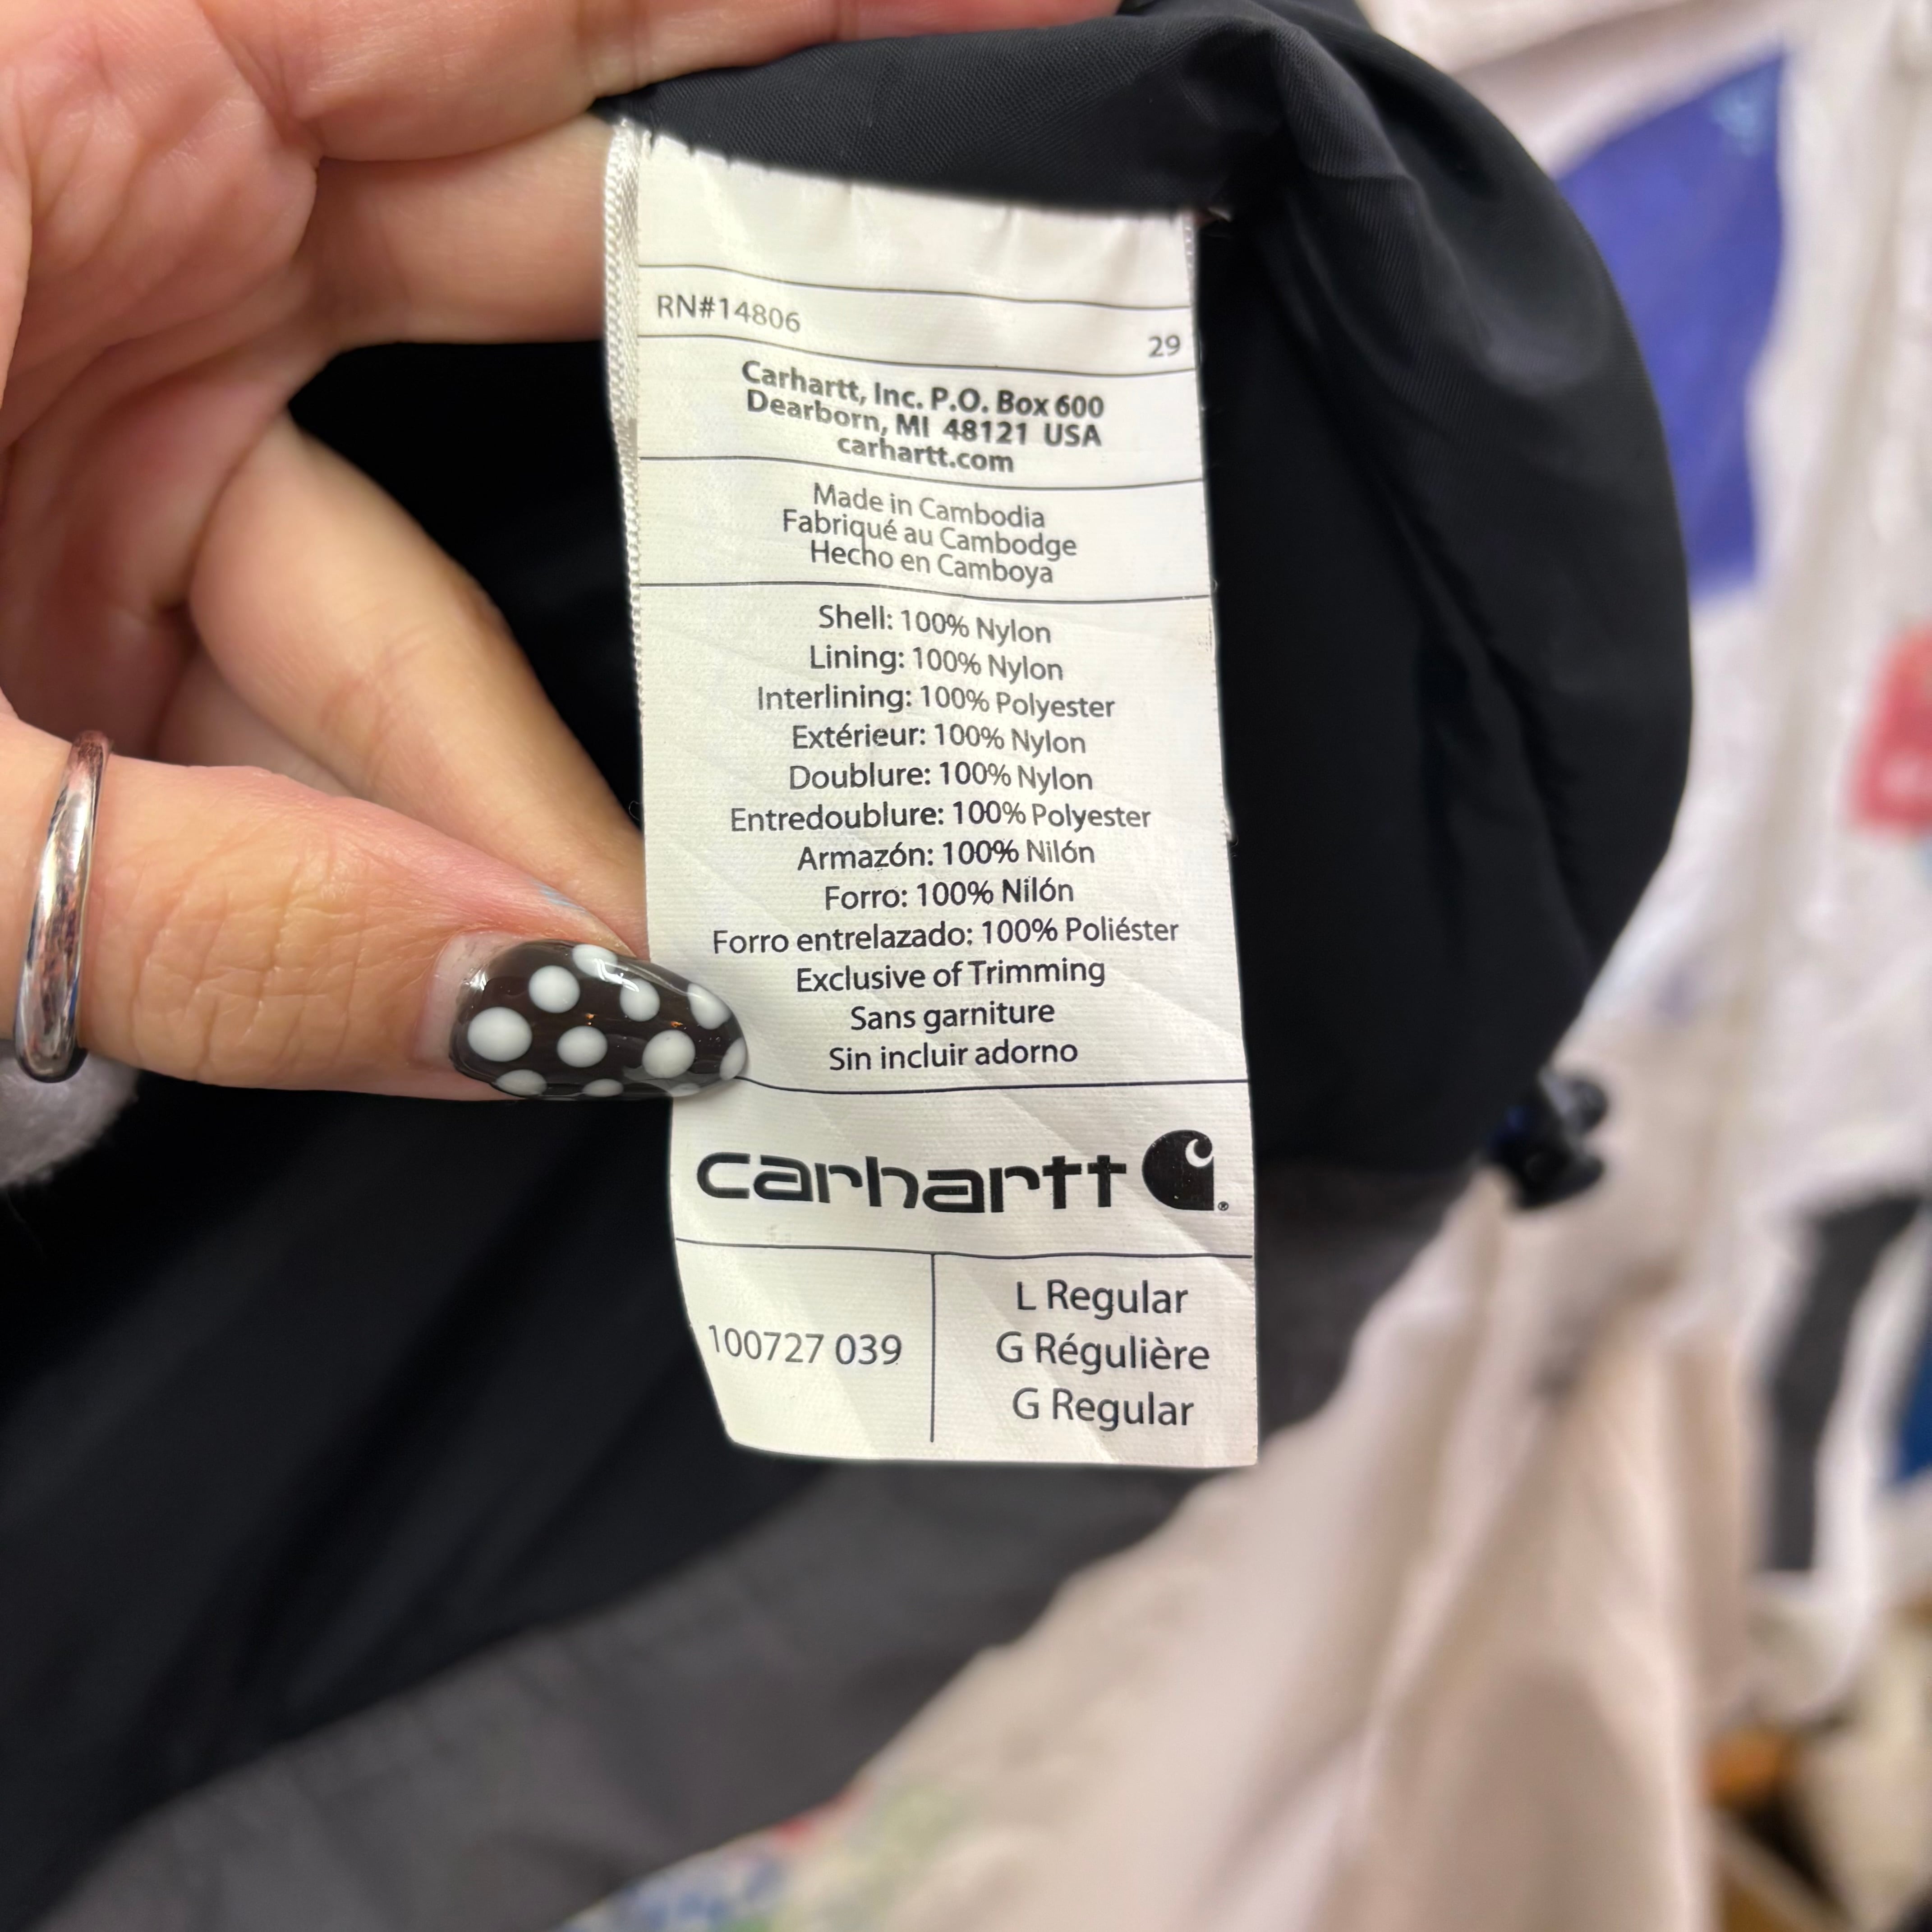 RN#14806
29
Carhartt, Inc. P.O. Box 600
Dearborn, MI 48121 USA
carhartt.com
Made in Cambodia
Fabriqué au Cambodge
Hecho en Camboya
Shell: 100% Nylon
Lining: 100% Nylon
Interlining: 100% Polyester
Extérieur: 100% Nylon
Doublure: 100% Nylon
Entredoublure: 100% Polyester
Armazón: 100% Nilón
Forro: 100% Nilón
Forro entrelazado: 100% Poliéster
Exclusive of Trimming
Sans garniture
Sin incluir adorno
carhartt
100727 039
L Regular
G Régulière
G Regular